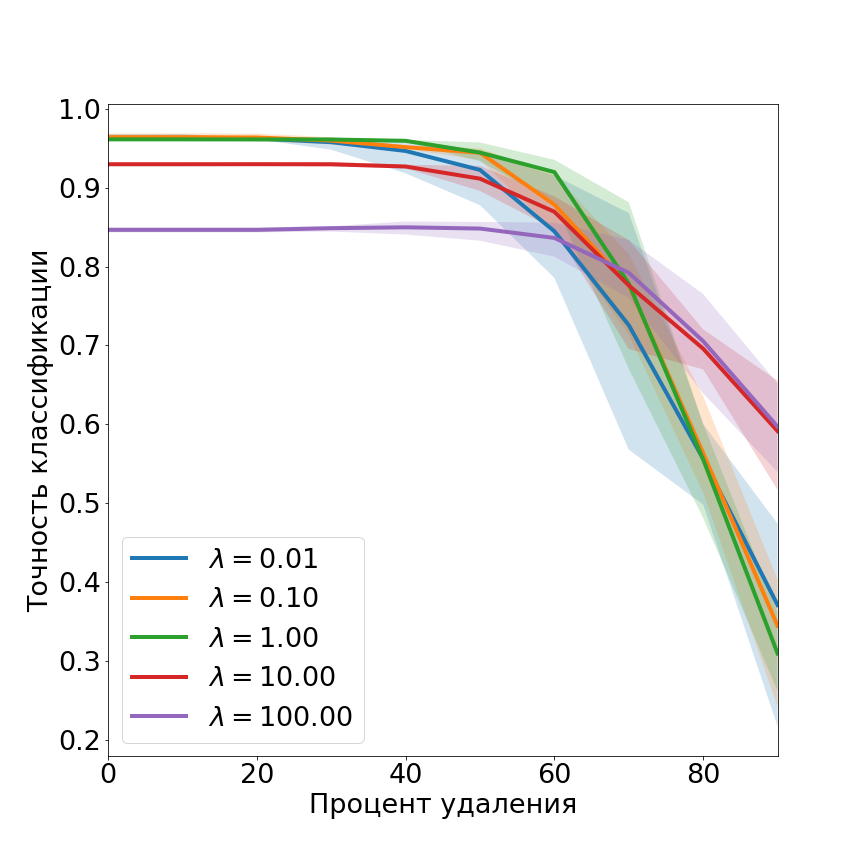 1.0
0.9
0.8
0.7
0.6
0.5
0.4
0.3
0.2
Точность классификации
λ = 0.01
λ = 0.10
λ = 1.00
λ = 10.00
λ = 100.00
0 20 40 60 80
Процент удаления